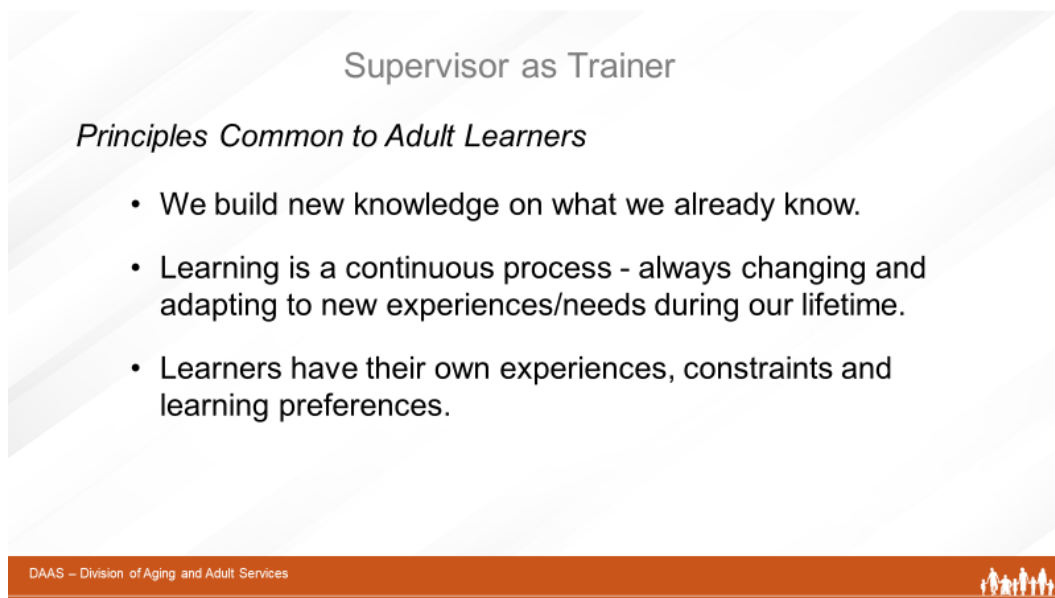 Supervisor as Trainer
Principles Common to Adult Learners
• We build new knowledge on what we already know.
• Learning is a continuous process - always changing and
adapting to new experiences/needs during our lifetime.
• Learners have their own experiences, constraints and
learning preferences.
DAAS – Division of Aging and Adult Services